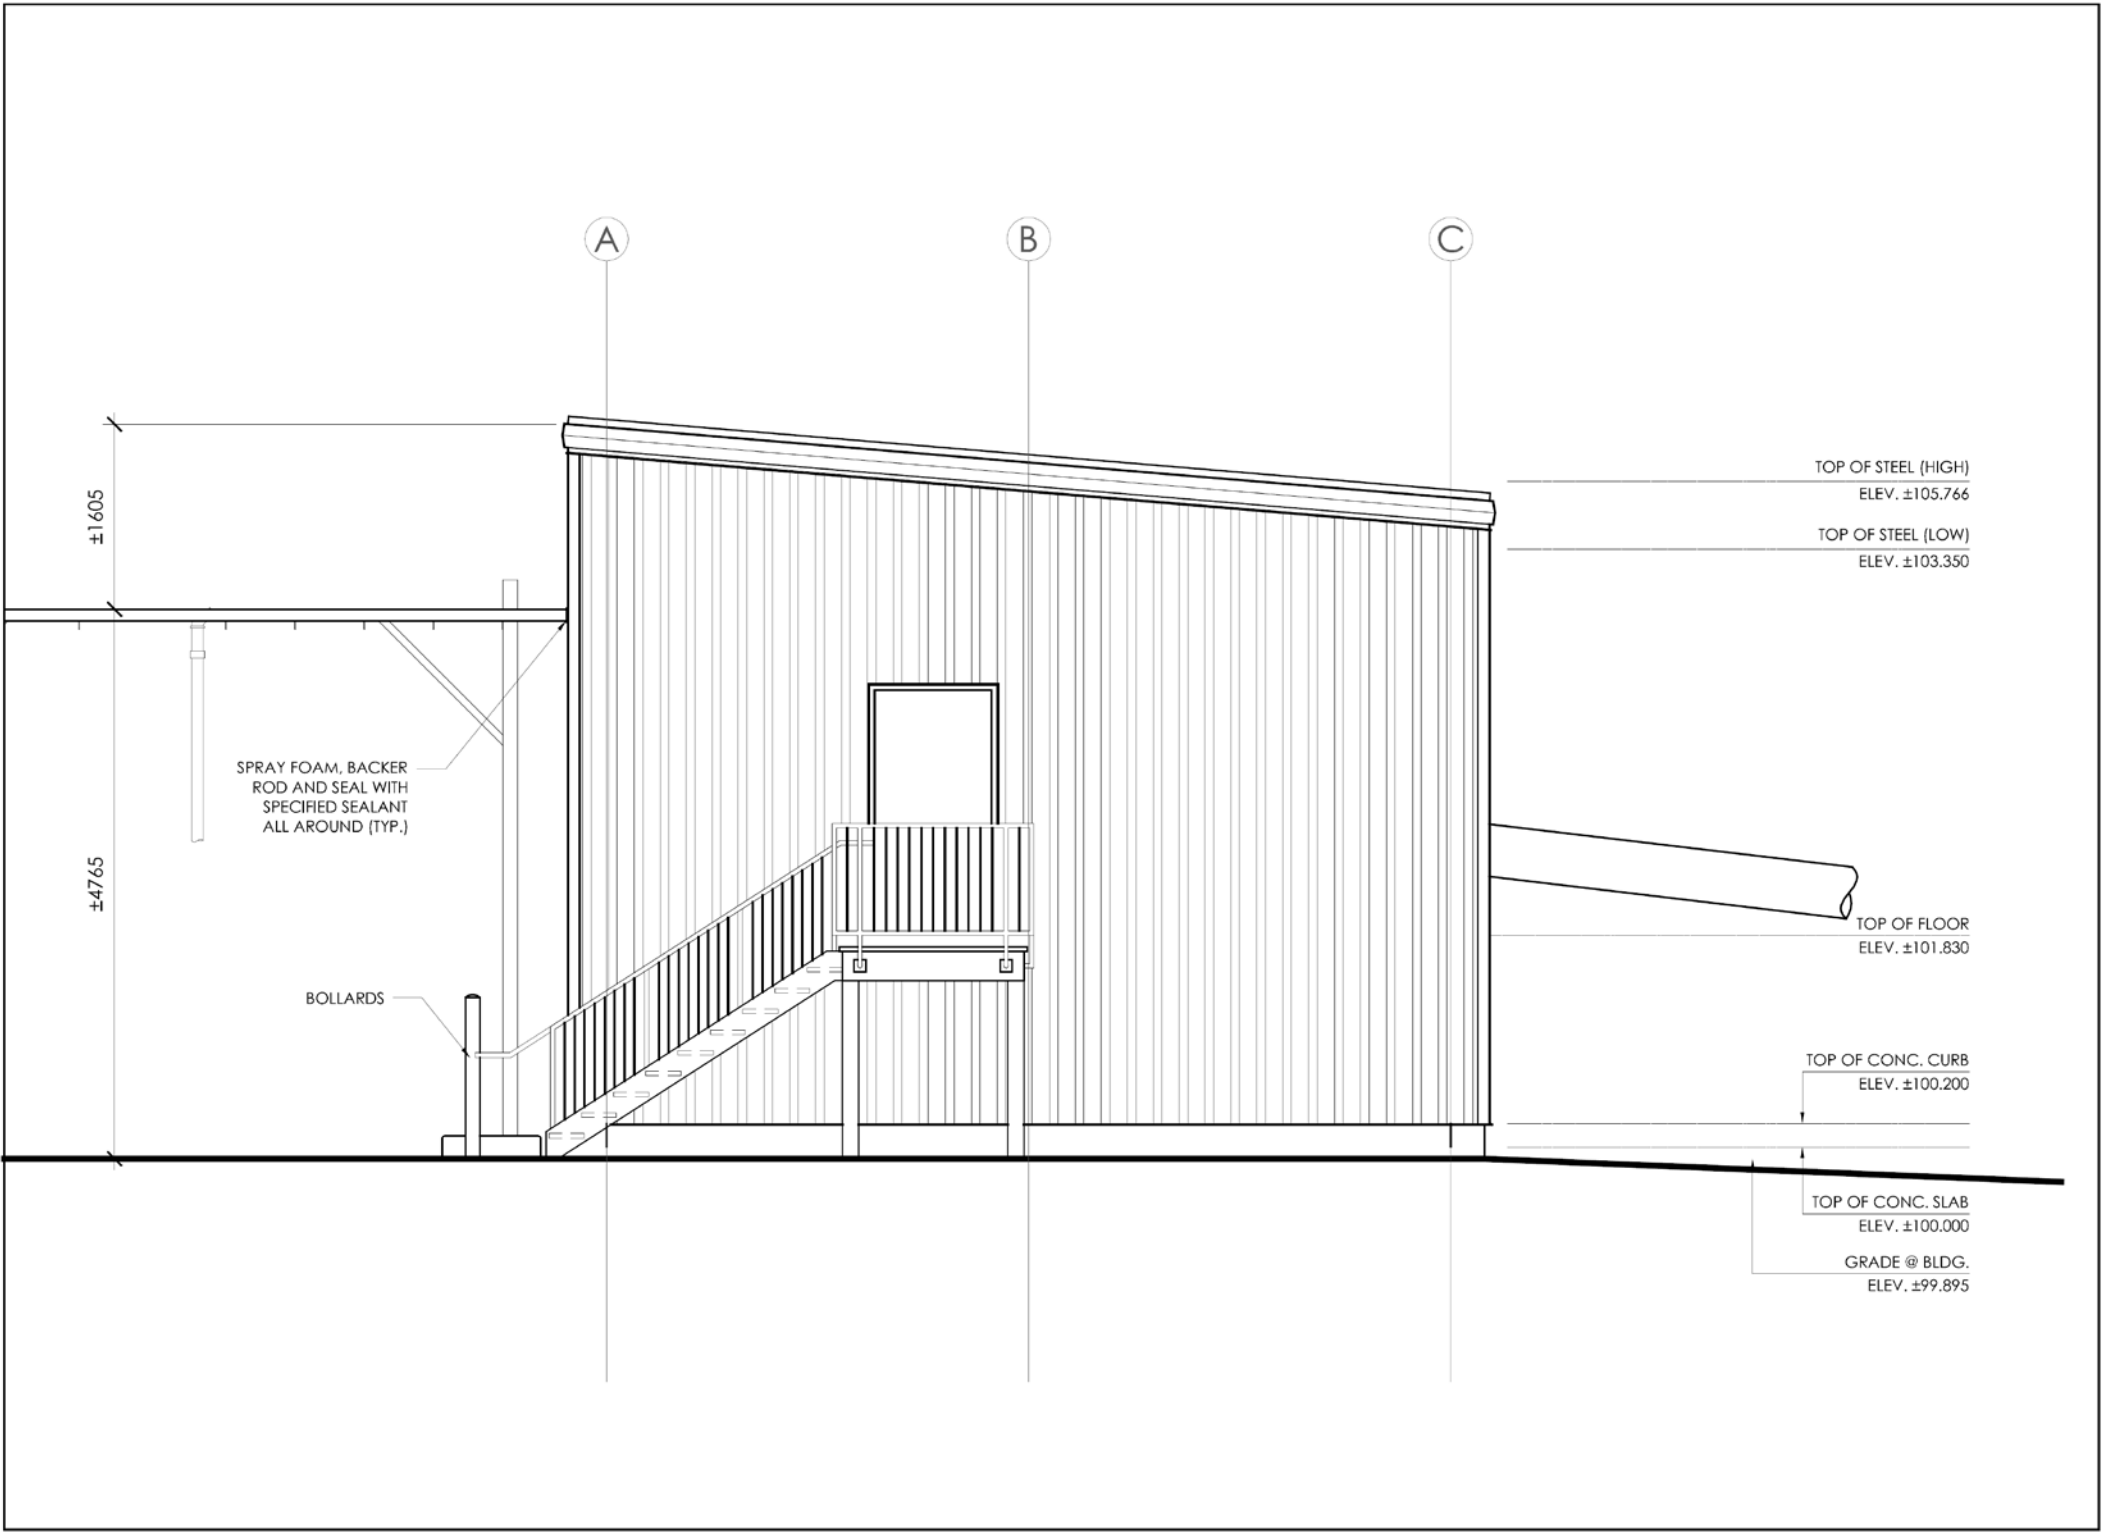 A
B
C
±1605
TOP OF STEEL (HIGH)
ELEV. ±105.766
TOP OF STEEL (LOW)
ELEV. ±103.350
SPRAY FOAM, BACKER
ROD AND SEAL WITH
SPECIFIED SEALANT
ALL AROUND (TYP.)
±4765
TOP OF FLOOR
ELEV. ±101.830
BOLLARDS
TOP OF CONC. CURB
ELEV. ±100.200
TOP OF CONC. SLAB
ELEV. ±100.000
GRADE @ BLDG.
ELEV. ±99.895